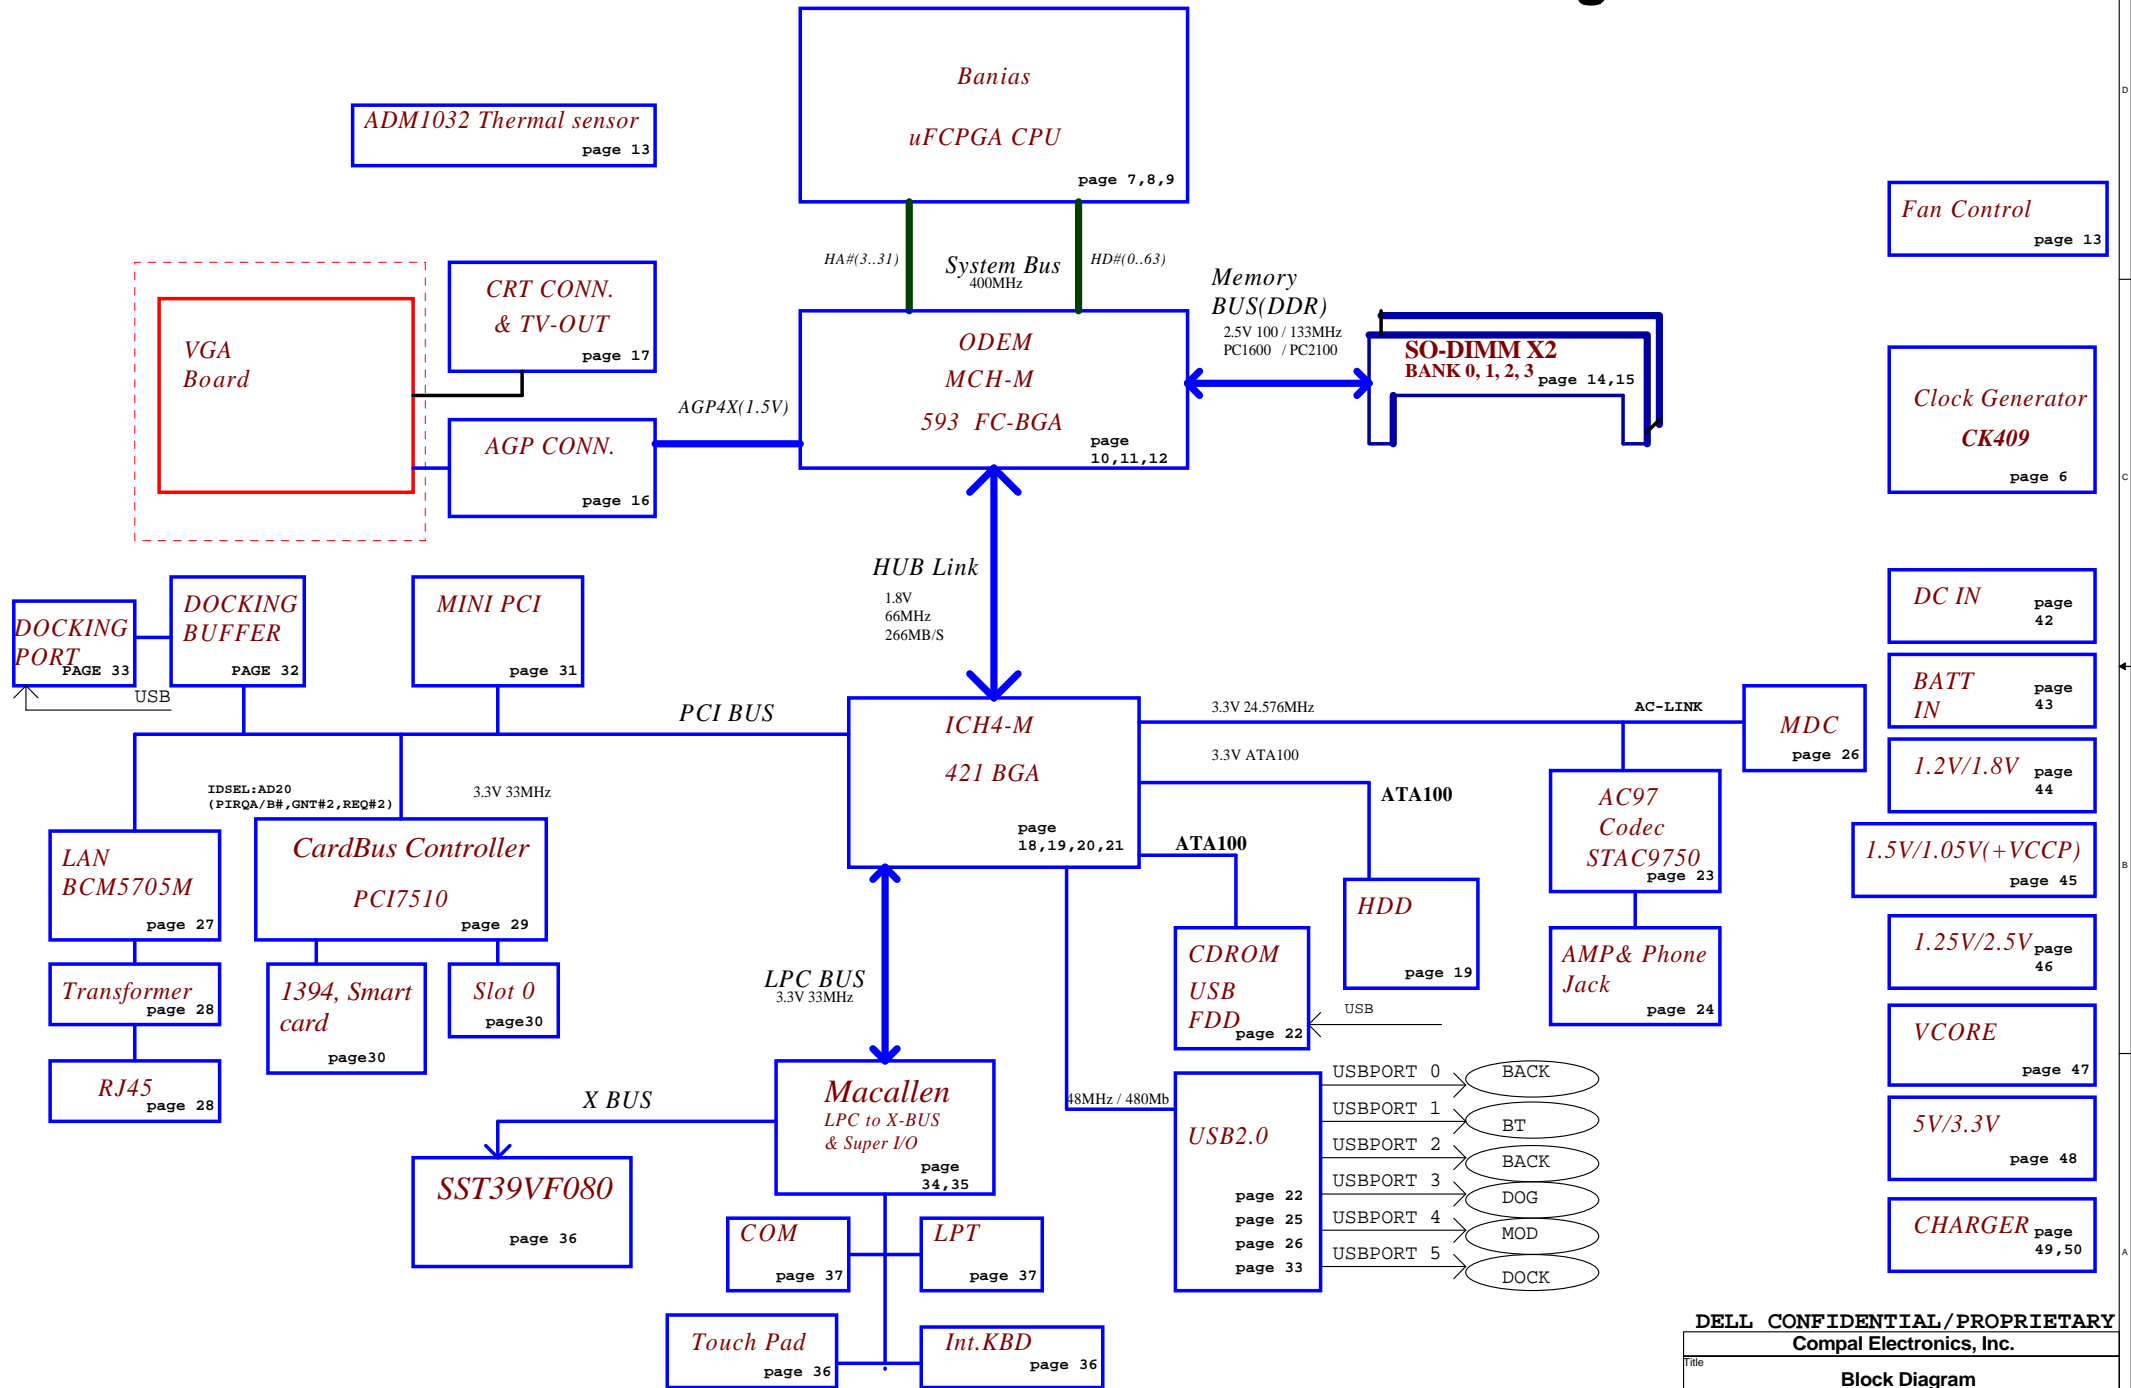 Banias
uFCPGA CPU
page 7,8,9
ADM1032 Thermal sensor
page 13
Fan Control
page 13
HA#(3..31)
System Bus
400MHz
HD#(0..63)
Memory
BUS(DDR)
2.5V 100 / 133MHz
PC1600 / PC2100
CRT CONN.
& TV-OUT
page 17
VGA
Board
ODEM
MCH-M
593 FC-BGA
page
10,11,12
SO-DIMM X2
BANK 0, 1, 2, 3
page 14,15
Clock Generator
CK409
page 6
AGP4X(1.5V)
AGP CONN.
page 16
HUB Link
1.8V
66MHz
266MB/S
DOCKING
PORT
PAGE 33
DOCKING
BUFFER
PAGE 32
MINI PCI
page 31
USB
PCI BUS
DC IN
page
42
BATT
IN
page
43
1.2V/1.8V
page
44
1.5V/1.05V(+VCCP)
page 45
1.25V/2.5V
page
46
VCORE
page 47
5V/3.3V
page 48
CHARGER
page
49,50
ICH4-M
421 BGA
page
18,19,20,21
3.3V 24.576MHz
AC-LINK
MDC
page 26
3.3V ATA100
ATA100
ATA100
AC97
Codec
STAC9750
page 23
AMP& Phone
Jack
page 24
IDSEL:AD20
(PIRQA/B#,GNT#2,REQ#2)
3.3V 33MHz
LAN
BCM5705M
page 27
CardBus Controller
PCI7510
page 29
Transformer
page 28
1394, Smart
card
page30
Slot 0
page30
RJ45
page 28
HDD
page 19
CDROM
USB
FDD
page 22
USB
LPC BUS
3.3V 33MHz
X BUS
Macallen
LPC to X-BUS
& Super I/O
page
34,35
SST39VF080
page 36
48MHz / 480Mb
USB2.0
page 22
page 25
page 26
page 33
USBPORT 0
BACK
USBPORT 1
BT
USBPORT 2
BACK
USBPORT 3
DOG
USBPORT 4
MOD
USBPORT 5
DOCK
COM
page 37
LPT
page 37
Touch Pad
page 36
Int.KBD
page 36
D
C
B
A
DELL CONFIDENTIAL/PROPRIETARY
Compal Electronics, Inc.
Title
Block Diagram